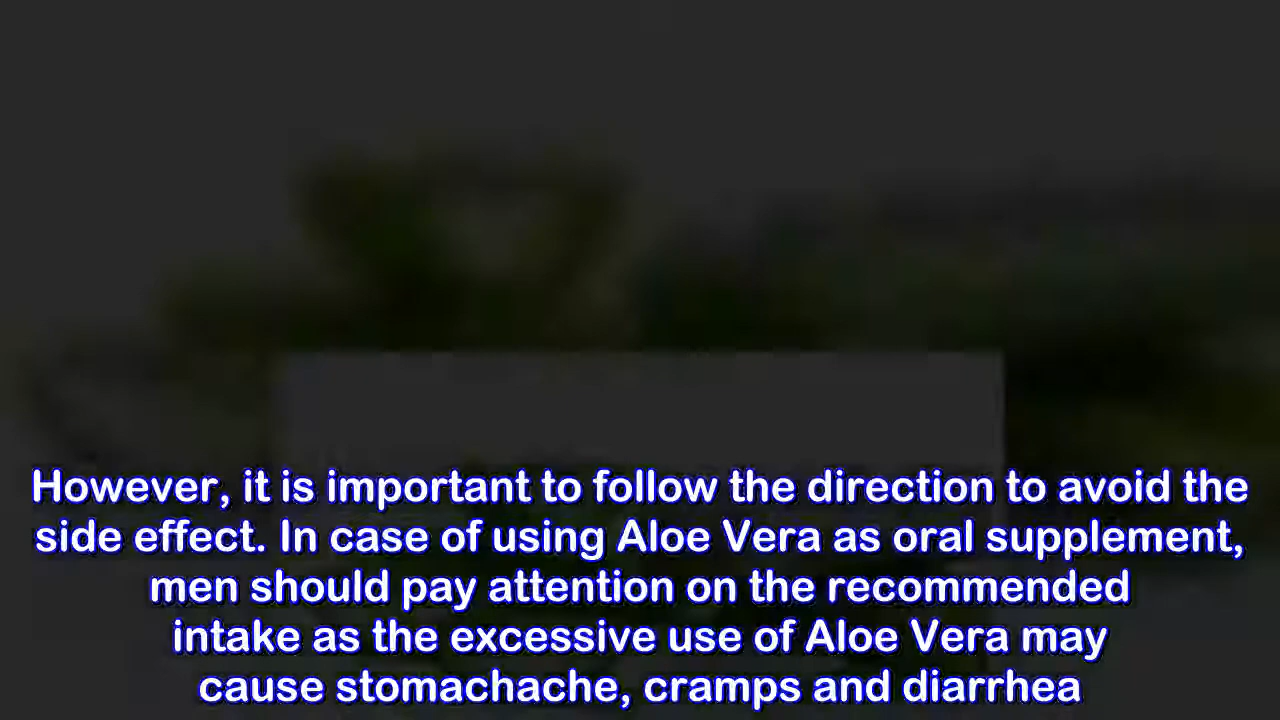 However, it is important to follow the direction to avoid the
side effect. In case of using Aloe Vera as oral supplement,
men should pay attention on the recommended
intake as the excessive use of Aloe Vera may
cause stomachache, cramps and diarrhea